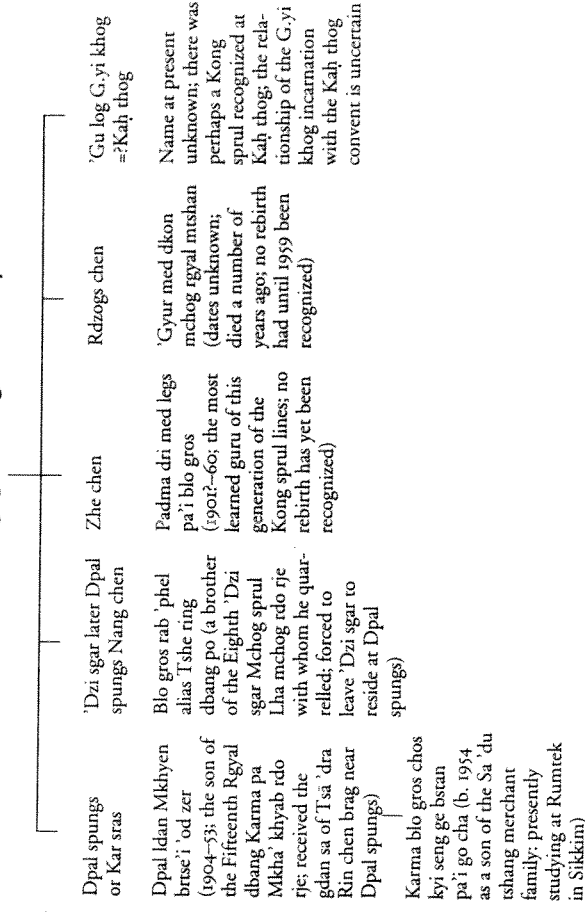 Dpal spungs
or Kar sras
Dpal ldan Mkhyen
brtse'i 'od zer
(1904–53; the son of
the Fifteenth Rgyal
dbang Karma pa
Mkha' khyab rdo
rje; received the
gdan sa of Tsā 'dra
Rin chen brag near
Dpal spungs)
Karma blo gros chos
kyi seng ge bstan
pa'i go cha (b. 1954
as a son of the Sa 'du
tshang merchant
family: presently
studying at Rumtek
in Sikkim)
'Dzi sgar later Dpal
spungs Nang chen
Blo gros rab 'phel
alias Tshe ring
dbang po (a brother
of the Eighth 'Dzi
sgar Mchog sprul
Lha mchog rdo rje
with whom he quar-
relled; forced to
leave 'Dzi sgar to
reside at Dpal
spungs)
Zhe chen
Padma dri med legs
pa'i blo gros
(1901?–60; the most
learned guru of this
generation of the
Kong sprul lines; no
rebirth has yet been
recognized)
Rdzogs chen
'Gyur med dkon
mchog rgyal mtshan
(dates unknown;
died a number of
years ago; no rebirth
had until 1959 been
recognized)
'Gu log G.yi khog
=?Kaḥ thog
Name at present
unknown; there was
perhaps a Kong
sprul recognized at
Kaḥ thog; the rela-
tionship of the G.yi
khog incarnation
with the Kaḥ thog
convent is uncertain